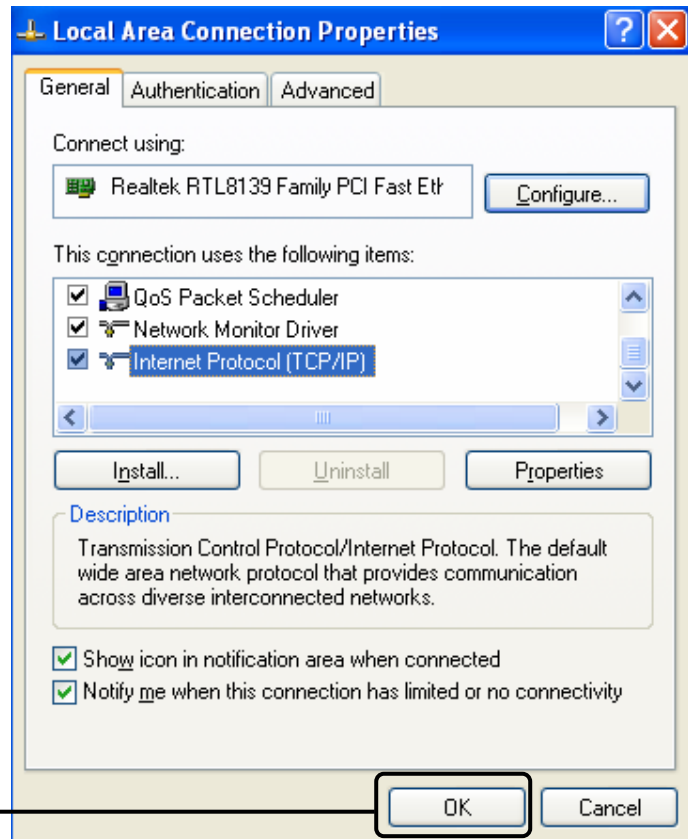 Local Area Connection Properties
General Authentication Advanced
Connect using:
Realtek RTL8139 Family PCI Fast Eth
Configure...
This connection uses the following items:
QoS Packet Scheduler
Network Monitor Driver
Internet Protocol (TCP/IP)
Install... Uninstall Properties
Description
Transmission Control Protocol/Internet Protocol. The default
wide area network protocol that provides communication
across diverse interconnected networks.
Show icon in notification area when connected
Notify me when this connection has limited or no connectivity
OK Cancel